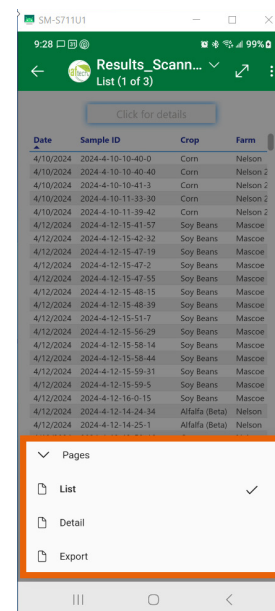 SM-S711U1
9:28
99%
Results_Scann...
List (1 of 3)
Click for details
Date Sample ID Crop Farm
4/10/2024 2024-4-10-10-40-0 Corn Nelson
4/10/2024 2024-4-10-10-40-40 Corn Nelson 2
4/10/2024 2024-4-10-10-41-3 Corn Nelson 2
4/10/2024 2024-4-10-11-33-30 Corn Nelson 2
4/10/2024 2024-4-10-11-39-42 Corn Nelson 2
4/12/2024 2024-4-12-15-41-57 Soy Beans Mascoe
4/12/2024 2024-4-12-15-42-32 Soy Beans Mascoe
4/12/2024 2024-4-12-15-47-19 Soy Beans Mascoe
4/12/2024 2024-4-12-15-47-2 Soy Beans Mascoe
4/12/2024 2024-4-12-15-47-55 Soy Beans Mascoe
4/12/2024 2024-4-12-15-48-15 Soy Beans Mascoe
4/12/2024 2024-4-12-15-48-39 Soy Beans Mascoe
4/12/2024 2024-4-12-15-51-7 Soy Beans Mascoe
4/12/2024 2024-4-12-15-56-29 Soy Beans Mascoe
4/12/2024 2024-4-12-15-58-14 Soy Beans Mascoe
4/12/2024 2024-4-12-15-58-44 Soy Beans Mascoe
4/12/2024 2024-4-12-15-59-31 Soy Beans Mascoe
4/12/2024 2024-4-12-15-59-5 Soy Beans Mascoe
4/12/2024 2024-4-12-16-0-15 Soy Beans Mascoe
4/12/2024 2024-4-12-14-24-34 Alfalfa (Beta) Nelson
4/12/2024 2024-4-12-14-25-1 Alfalfa (Beta) Nelson
Pages
List
Detail
Export